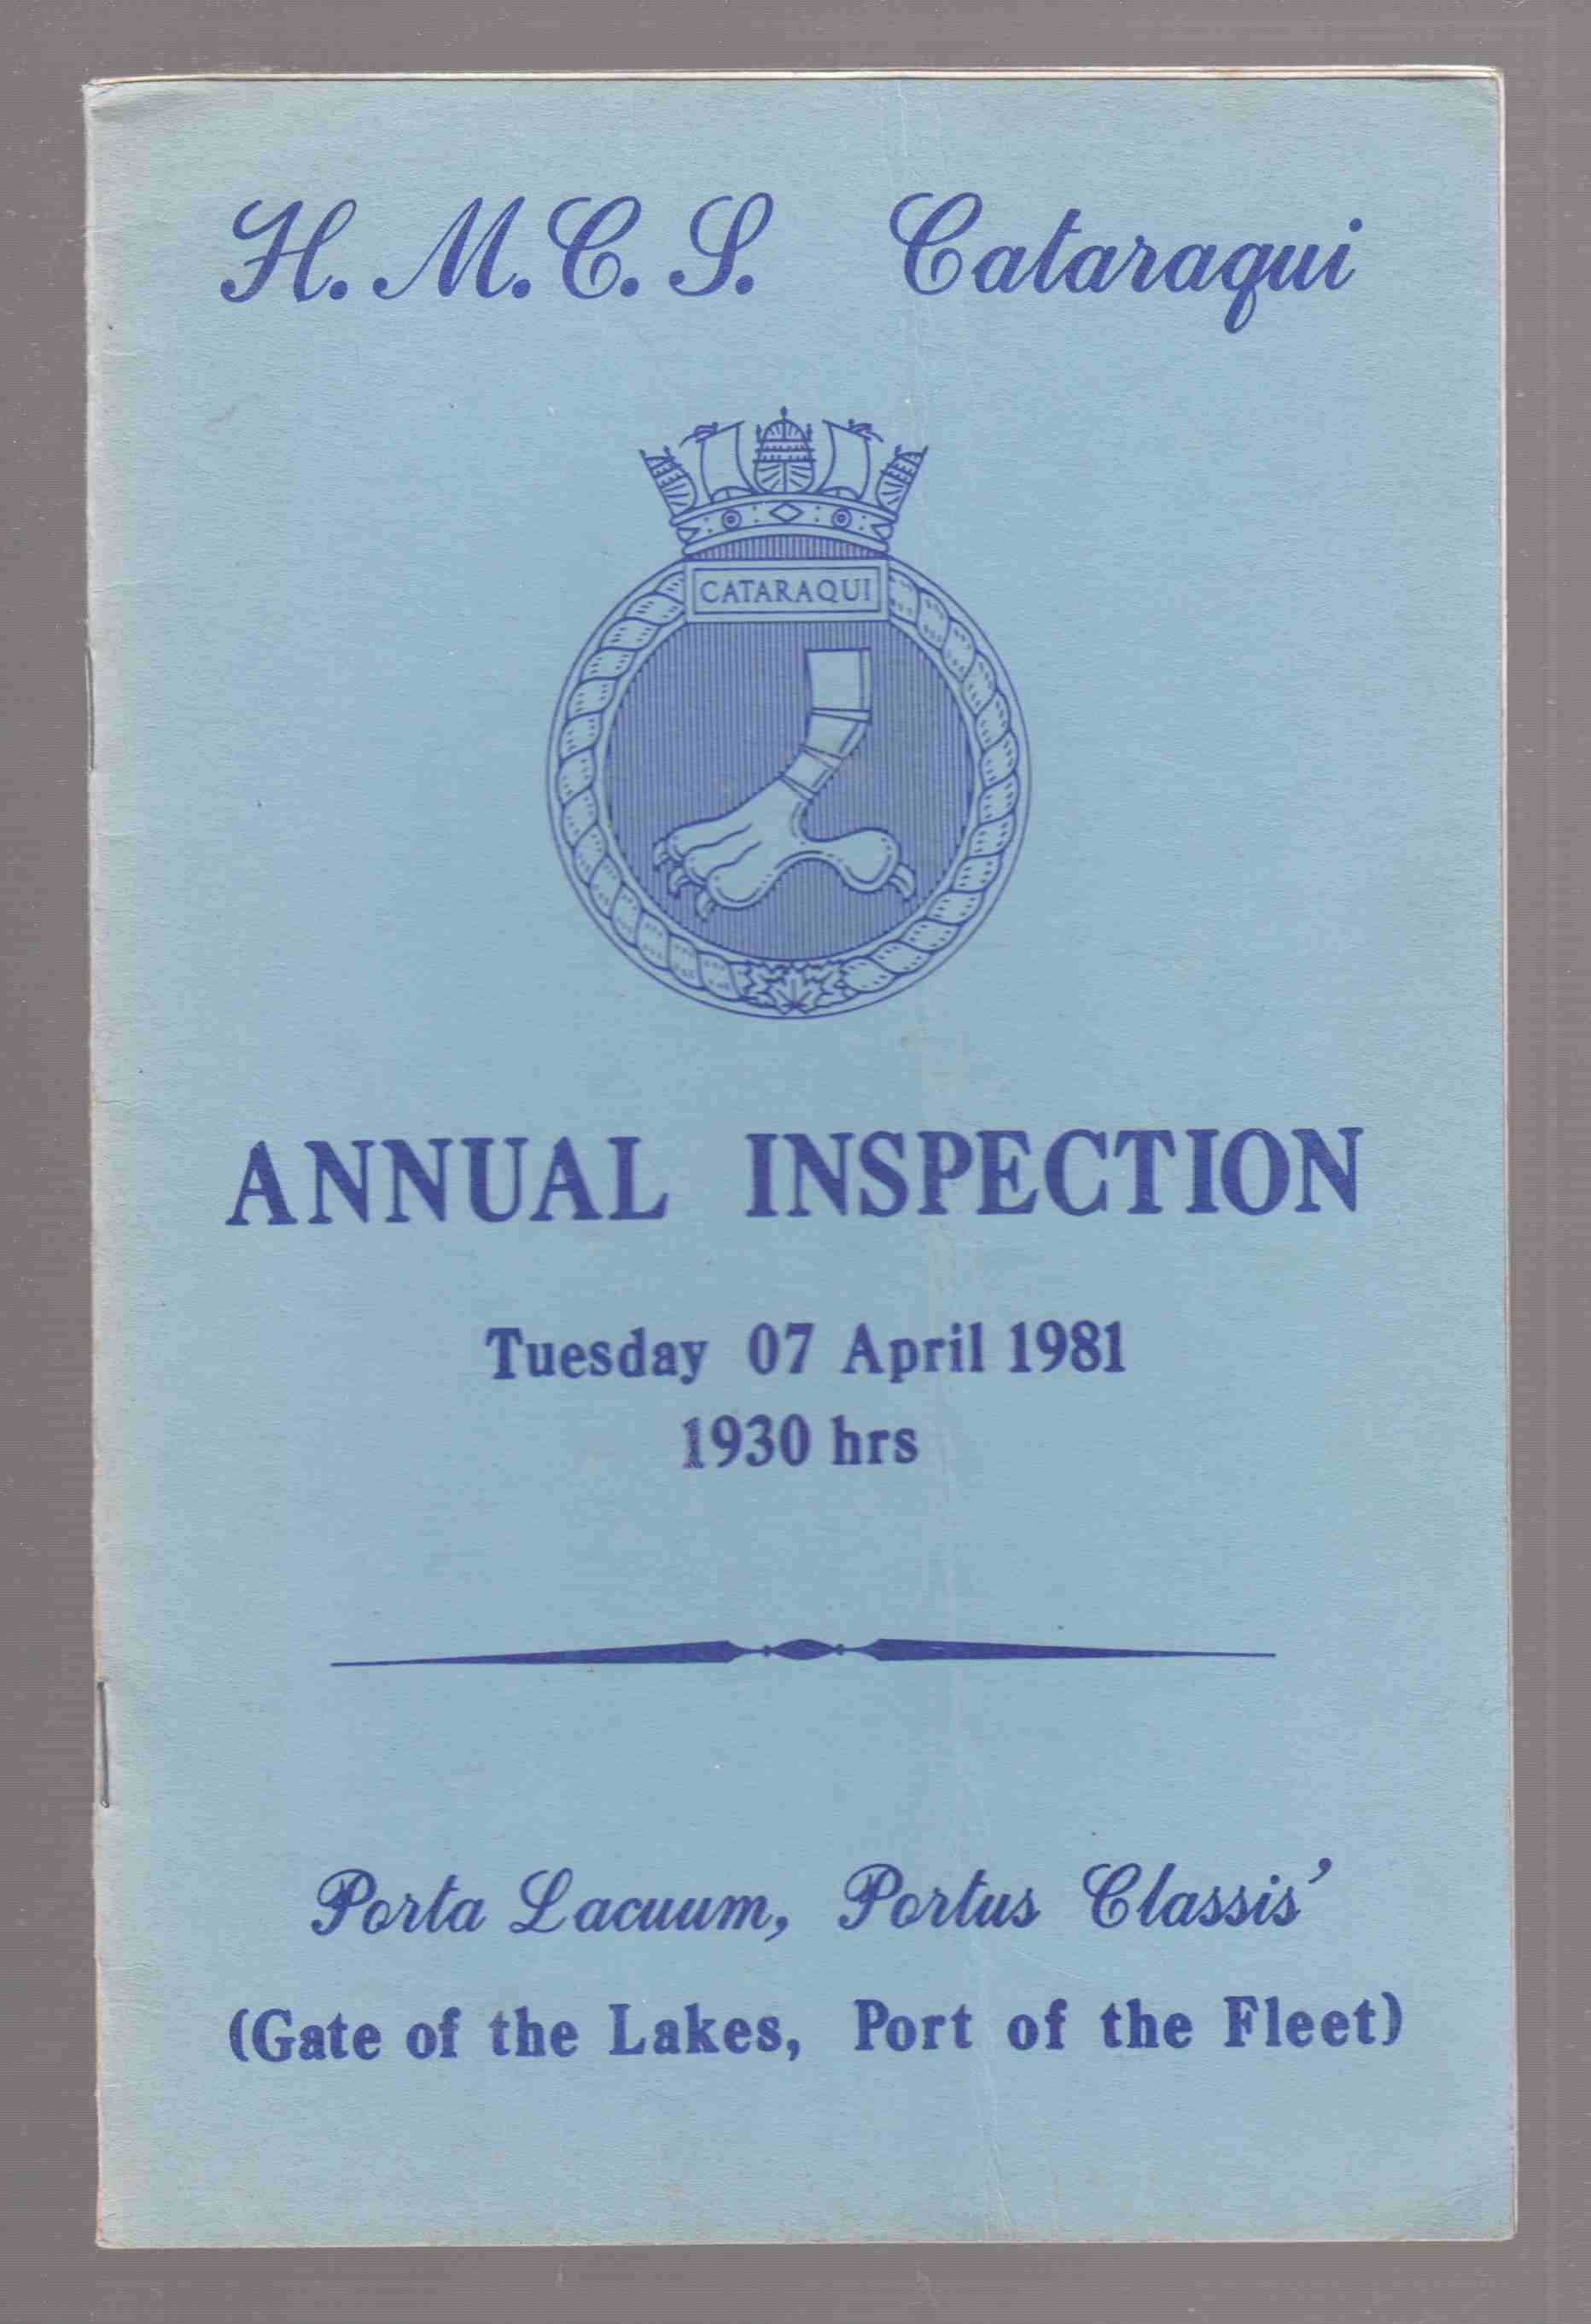 H. M. C. S. Cataraqui
CATARAQUI
ANNUAL INSPECTION
Tuesday 07 April 1981
1930 hrs
Porta Lacuum, Portus Classis'
(Gate of the Lakes, Port of the Fleet)